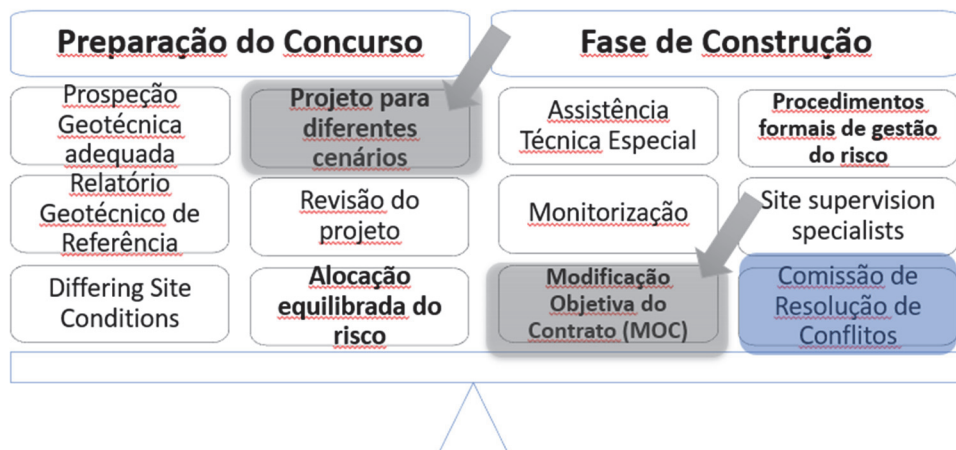 Preparação do Concurso
Fase de Construção
Prospeção
Geotécnica
adequada
Projeto para
diferentes
cenários
Assistência
Técnica Especial
Procedimentos
formais de gestão
do risco
Relatório
Geotécnico de
Referência
Revisão do
projeto
Monitorização
Site supervision
specialists
Differing Site
Conditions
Alocação
equilibrada do
risco
Modificação
Objetiva do
Contrato (MOC)
Comissão de
Resolução de
Conflitos